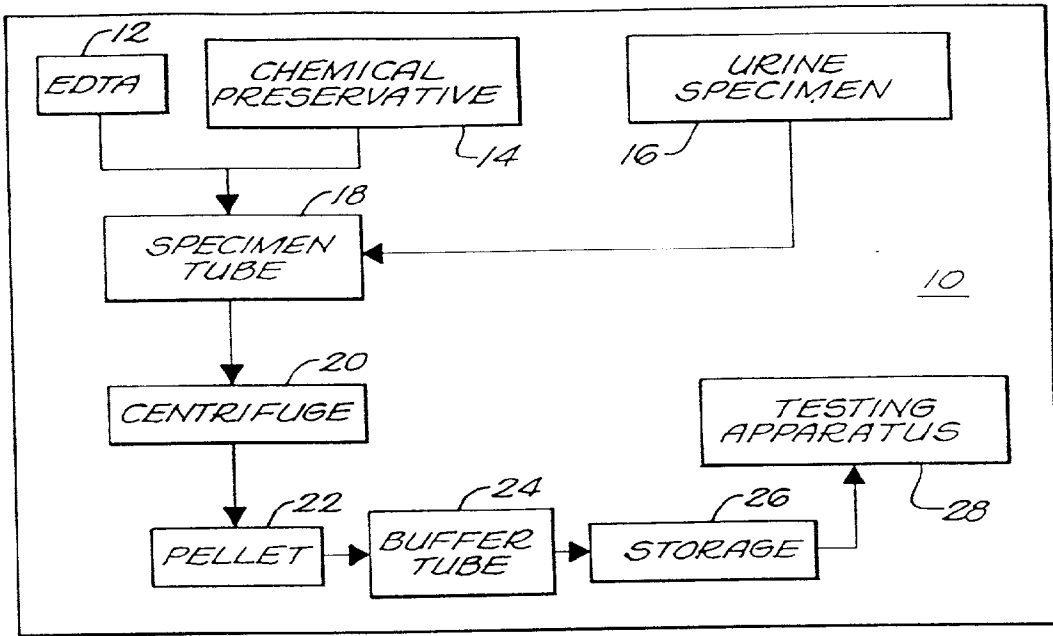 12
EDTA
CHEMICAL
PRESERVATIVE
14
URINE
SPECIMEN
16
18
SPECIMEN
TUBE
10
20
CENTRIFUGE
TESTING
APPARATUS
28
22
PELLET
24
BUFFER
TUBE
26
STORAGE